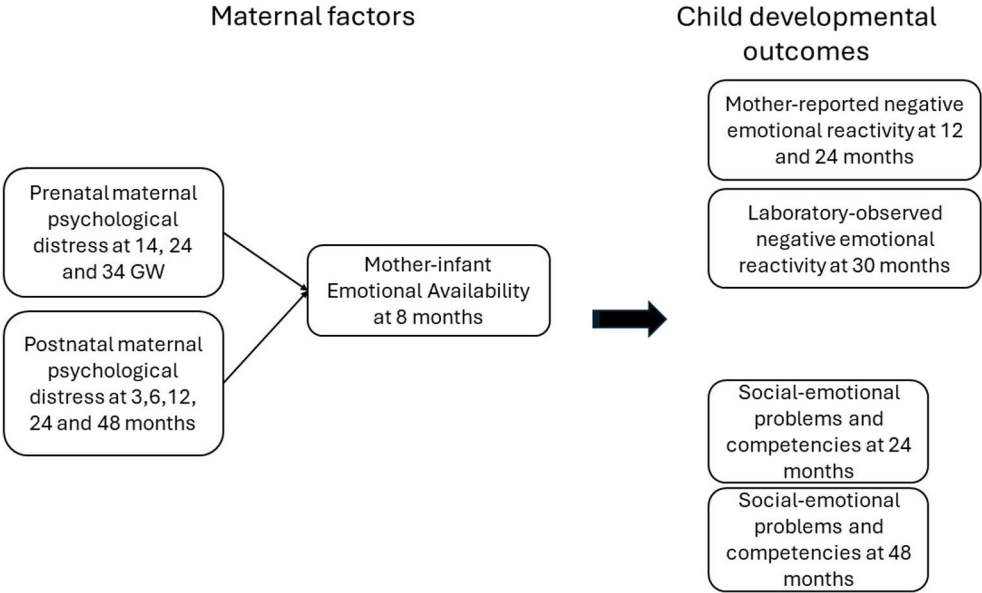 Maternal factors
Child developmental
outcomes
Prenatal maternal
psychological
distress at 14, 24
and 34 GW
Postnatal maternal
psychological
distress at 3,6,12,
24 and 48 months
Mother-infant
Emotional Availability
at 8 months
Mother-reported negative
emotional reactivity at 12
and 24 months
Laboratory-observed
negative emotional
reactivity at 30 months
Social-emotional
problems and
competencies at 24
months
Social-emotional
problems and
competencies at 48
months